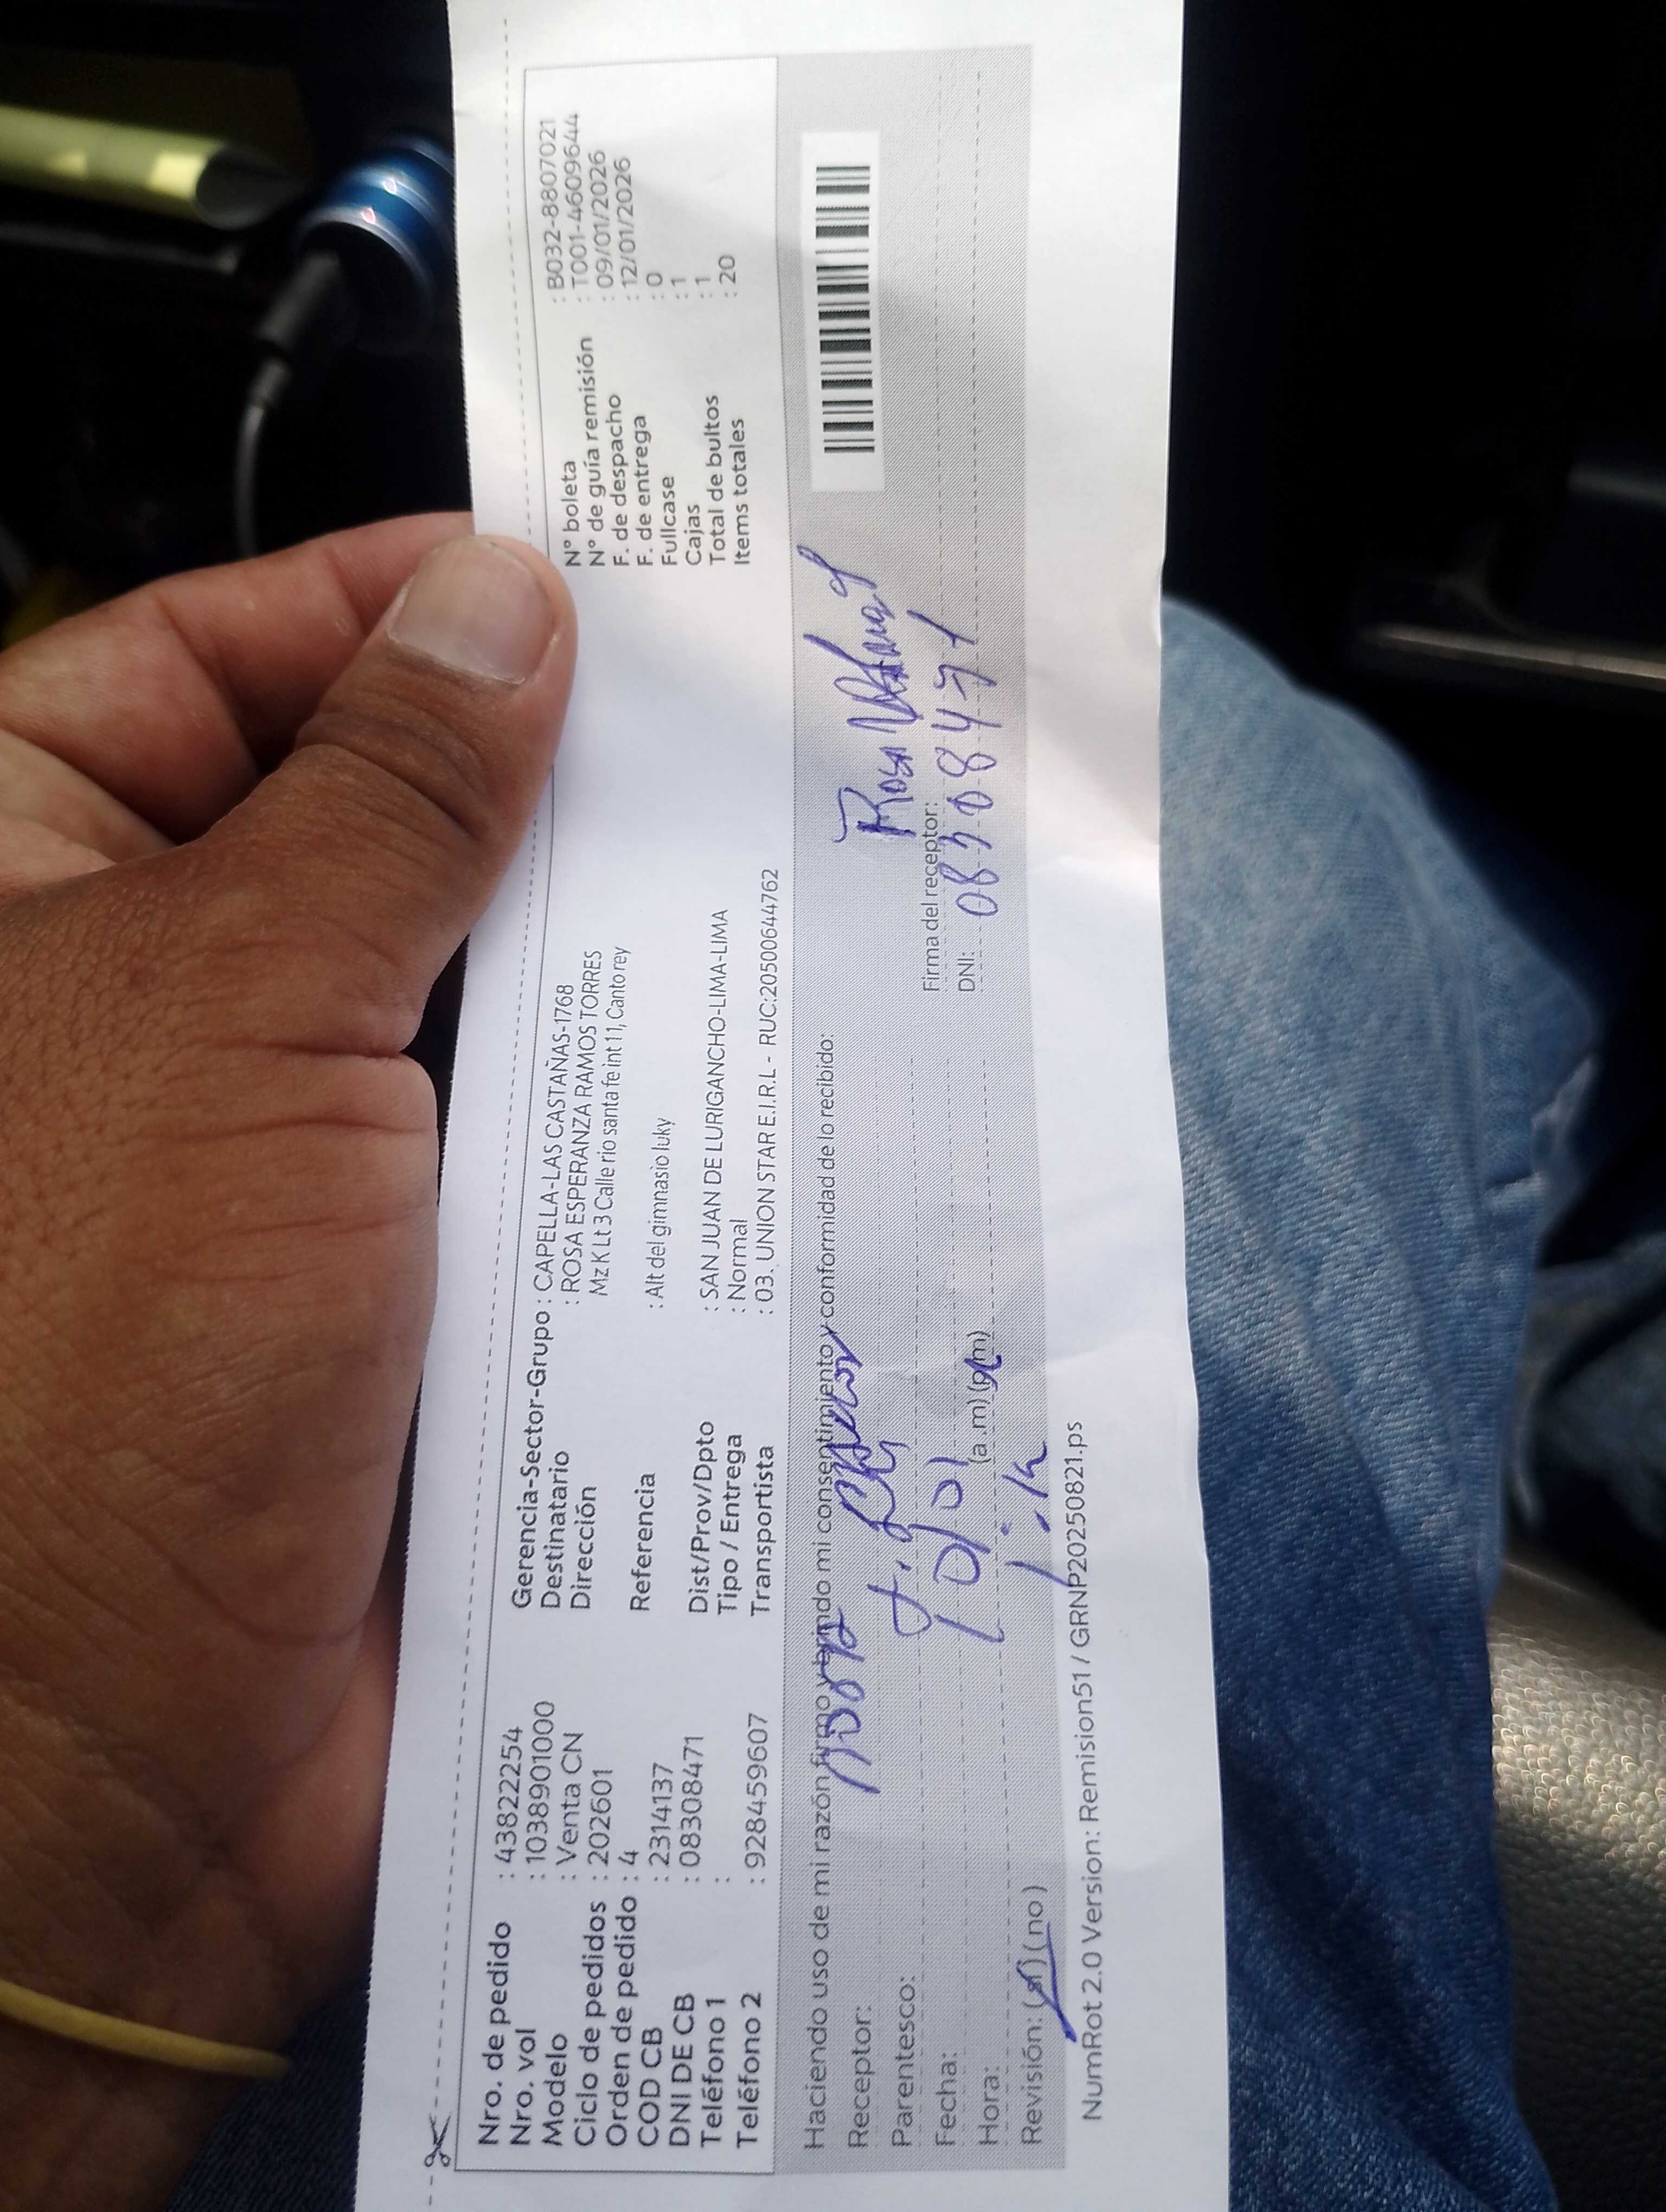 Nro. de pedido : 43822254
Nro. vol : 1038901000
Modelo : Venta CN
Ciclo de pedidos : 202601
Orden de pedido : 4
COD CB : 2314137
DNI DE CB : 08308471
Teléfono 1 :
Teléfono 2 : 928459607
Gerencia-Sector-Grupo : CAPELLA-LAS CASTAÑAS-1768
Destinatario : ROSA ESPERANZA RAMOS TORRES
Dirección Mz K Lt 3 Calle rio santa fe int 11, Canto rey
Referencia : Alt del gimnasio luky
Dist/Prov/Dpto : SAN JUAN DE LURIGANCHO-LIMA-LIMA
Tipo / Entrega : Normal
Transportista : 03. UNION STAR E.I.R.L - RUC:20500644762
N° boleta : B032-8807021
N° de guía remisión : T001-4609644
F. de despacho : 09/01/2026
F. de entrega : 12/01/2026
Fullcase : 0
Cajas : 1
Total de bultos : 1
Items totales : 20
Haciendo uso de mi razón firmo y brindo mi consentimiento y conformidad de lo recibido:
Receptor:
Parentesco:
Fecha:
Hora: (a.m)(p.m)
Revisión: (si)(no)
Firma del receptor: Rosa
DNI: 08308471
NumRot 2.0 Version: Remision51 / GRNP20250821.ps